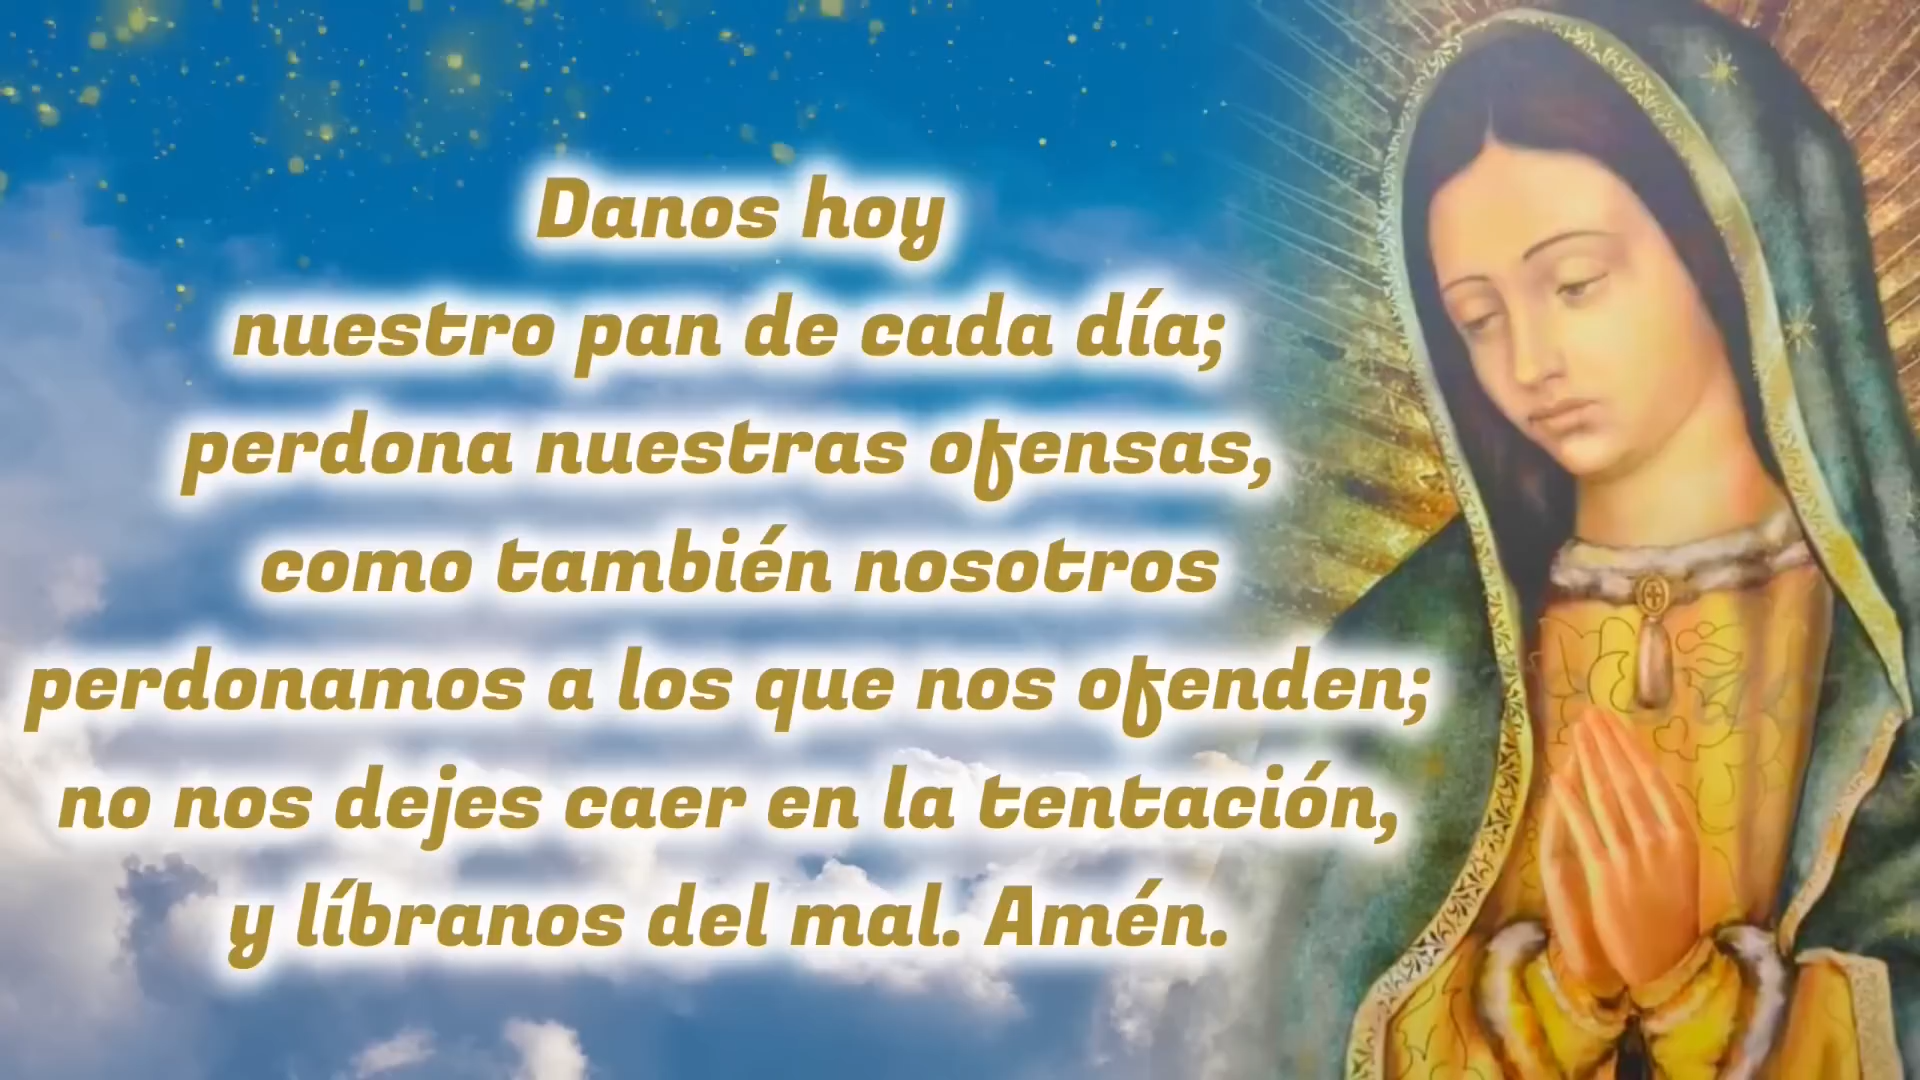 Danos hoy
nuestro pan de cada día;
perdona nuestras ofensas,
como también nosotros
perdonamos a los que nos ofenden;
no nos dejes caer en la tentación,
y líbranos del mal. Amén.